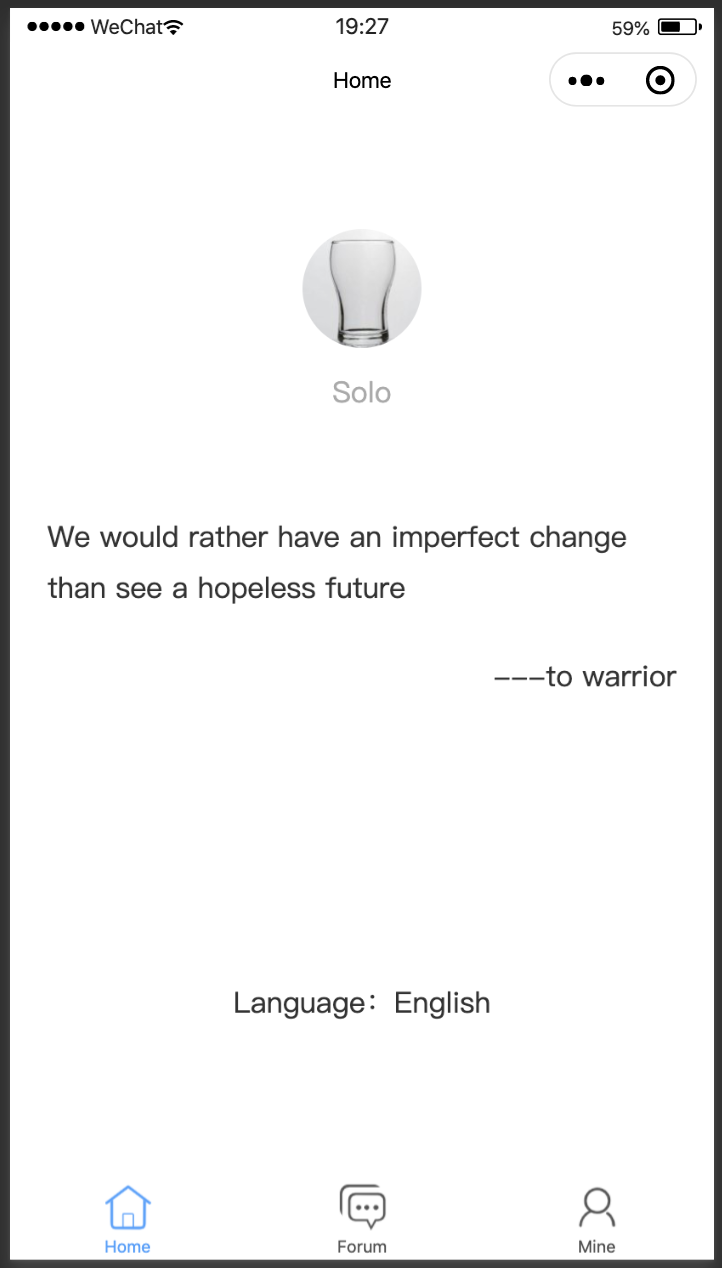 WeChat
19:27
59%
Home
Solo
We would rather have an imperfect change
than see a hopeless future
---to warrior
Language：English
Home
Forum
Mine